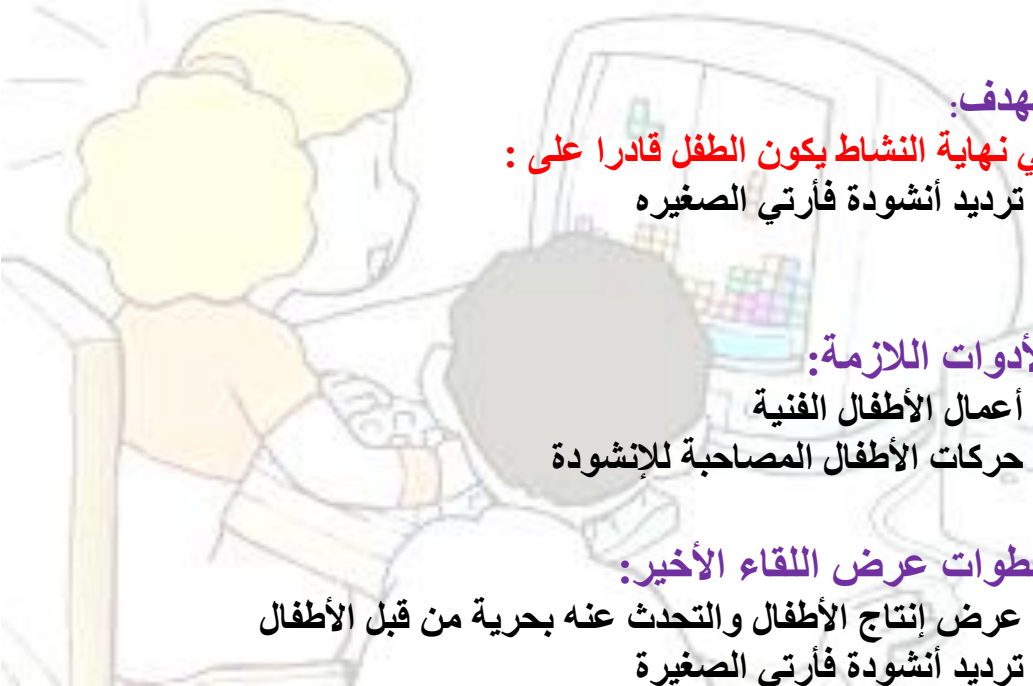 هدف:
ي نهاية النشاط يكون الطفل قادرا على :
ترديد أنشودة فأرتي الصغيره
لأدوات اللازمة:
أعمال الأطفال الفنية
حركات الأطفال المصاحبة للإنشودة
طوات عرض اللقاء الأخير:
عرض إنتاج الأطفال والتحدث عنه بحرية من قبل الأطفال
ترديد أنشودة فأرتي الصغيرة